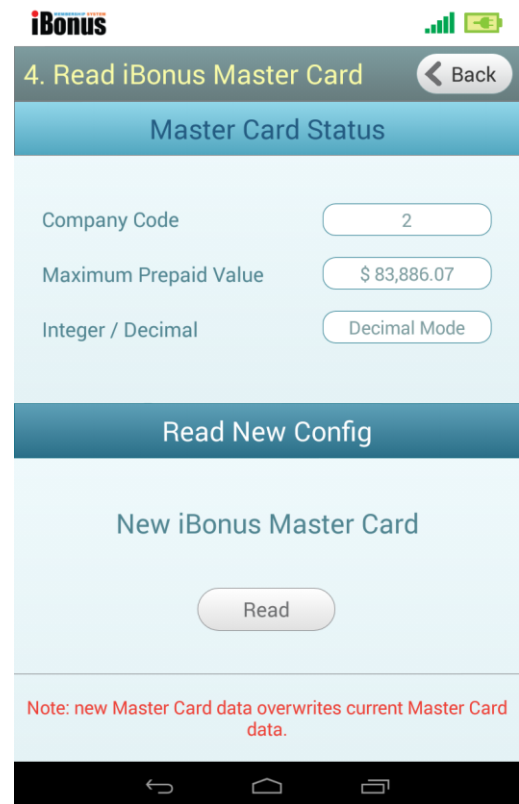 MEMBERSHIP SYSTEM
iBonus
4. Read iBonus Master Card
Back
Master Card Status
Company Code
2
Maximum Prepaid Value
$ 83,886.07
Integer / Decimal
Decimal Mode
Read New Config
New iBonus Master Card
Read
Note: new Master Card data overwrites current Master Card
data.